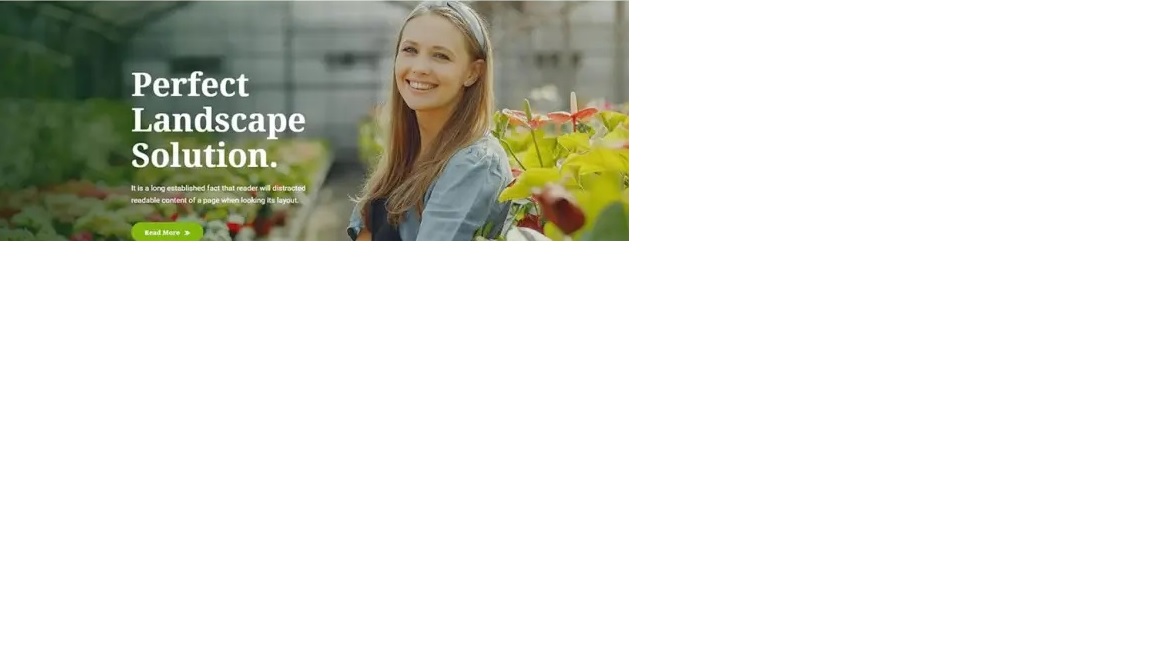 Perfect
Landscape
Solution.
It is a long established fact that reader will distracted
readable content of a page when looking its layout.
Read More »